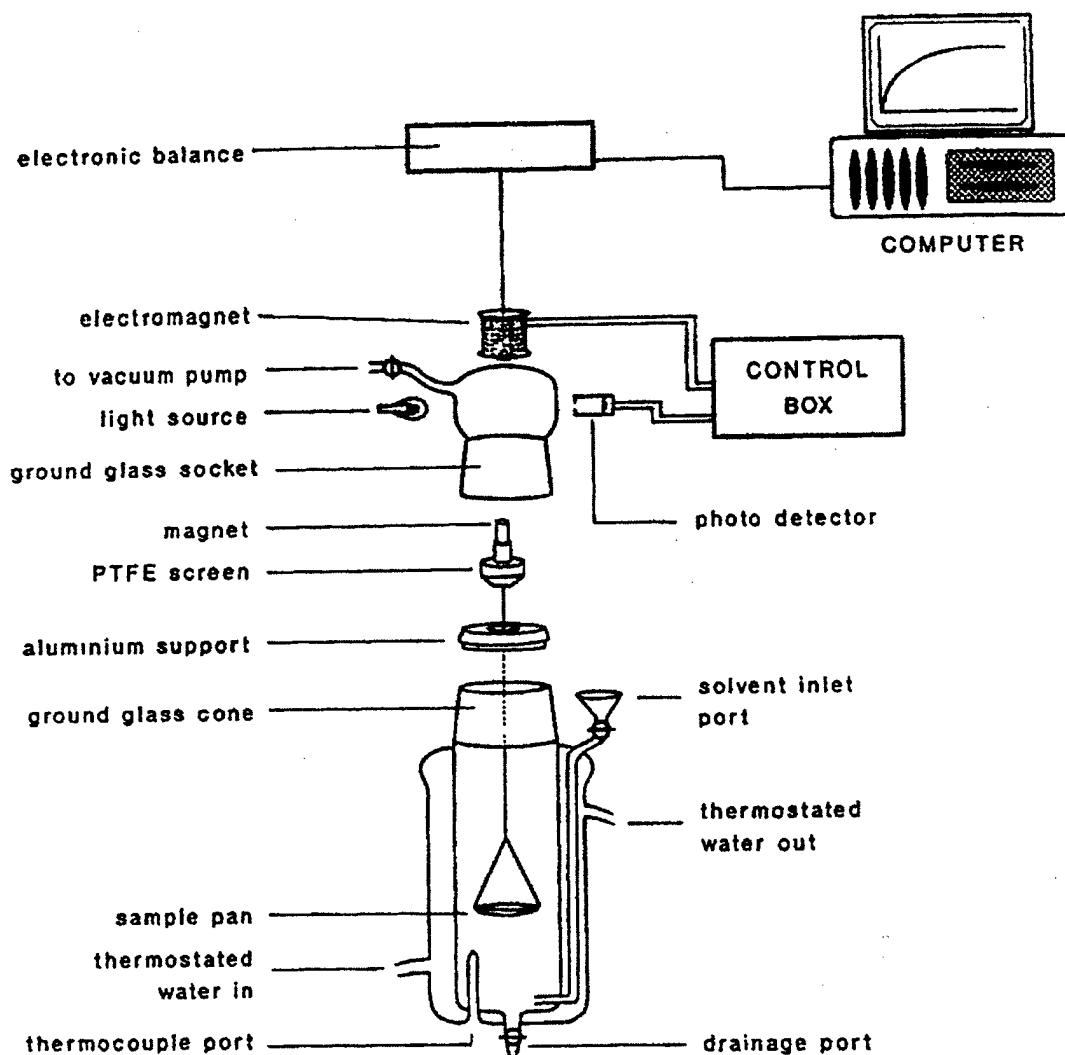 electronic balance
COMPUTER
electromagnet
to vacuum pump
light source
CONTROL
BOX
ground glass socket
photo detector
magnet
PTFE screen
aluminium support
ground glass cone
solvent inlet
port
thermostated
water out
sample pan
thermostated
water in
thermocouple port
drainage port